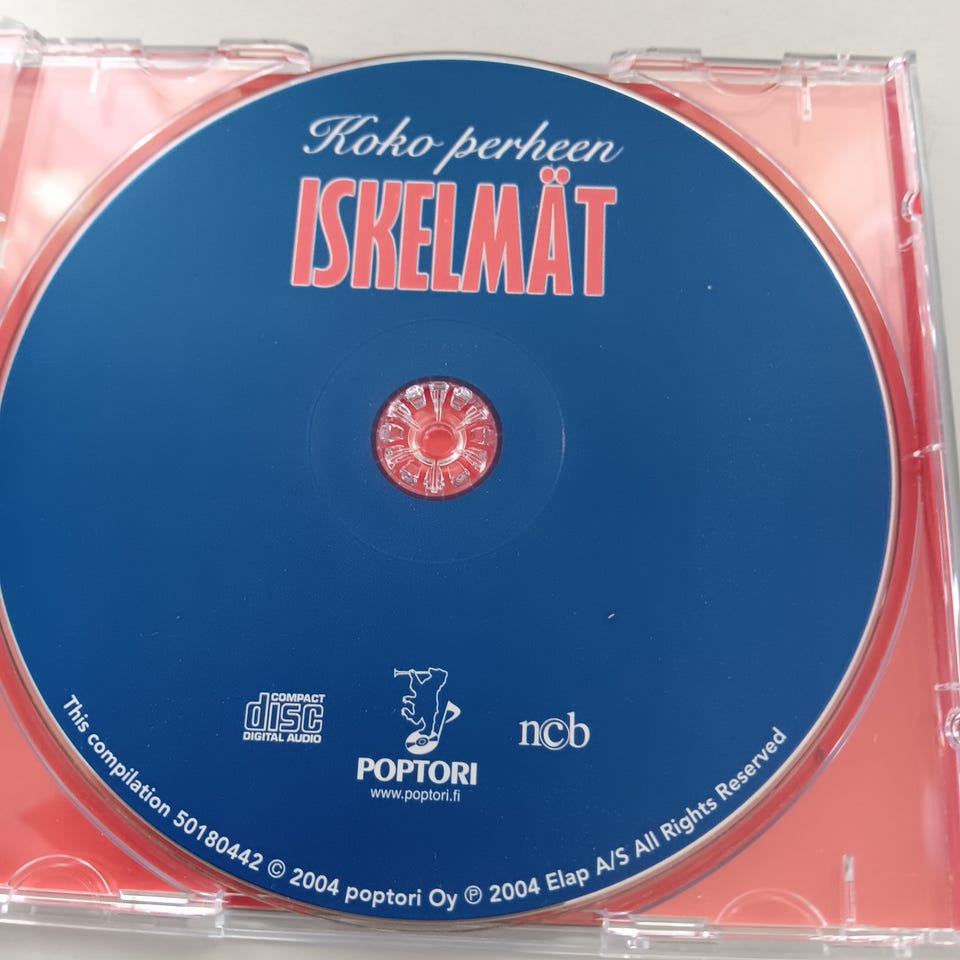 Koko perheen
ISKELMÄT
COMPACT
disc
DIGITAL AUDIO
POPTORI
www.poptori.fi
n©b
This compilation 50180442 © 2004 poptori Oy ℗ 2004 Elap A/S All Rights Reserved